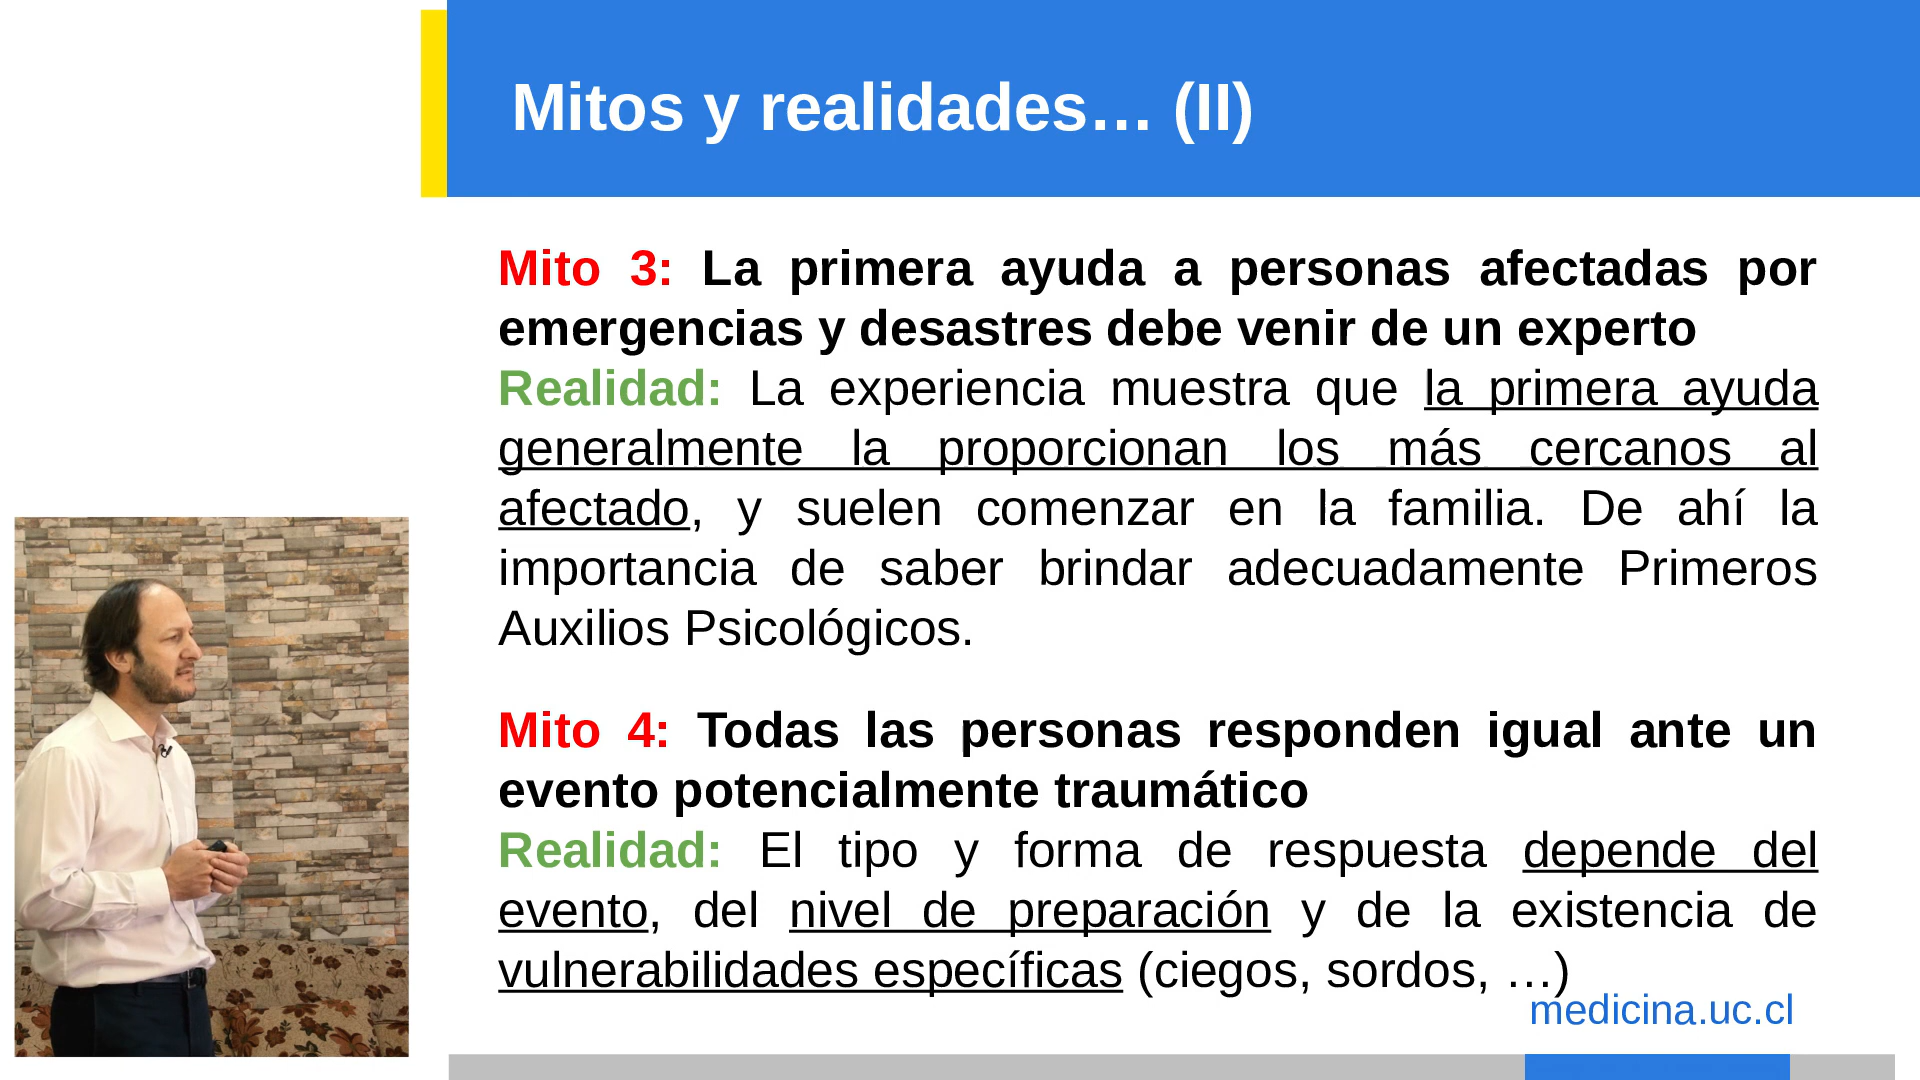 Mitos y realidades… (II)
Mito 3: La primera ayuda a personas afectadas por
emergencias y desastres debe venir de un experto
Realidad: La experiencia muestra que la primera ayuda
generalmente la proporcionan los más cercanos al
afectado, y suelen comenzar en la familia. De ahí la
importancia de saber brindar adecuadamente Primeros
Auxilios Psicológicos.
Mito 4: Todas las personas responden igual ante un
evento potencialmente traumático
Realidad: El tipo y forma de respuesta depende del
evento, del nivel de preparación y de la existencia de
vulnerabilidades específicas (ciegos, sordos, …)
medicina.uc.cl